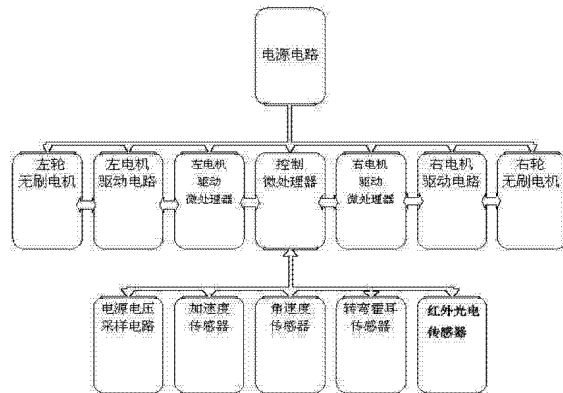 电源电路
左轮
无刷电机
左电机
驱动电路
左电机
驱动
微处理器
控制
微处理器
右电机
驱动
微处理器
右电机
驱动电路
右轮
无刷电机
电源电压
采样电路
加速度
传感器
角速度
传感器
转弯霍耳
传感器
红外光电
传感器